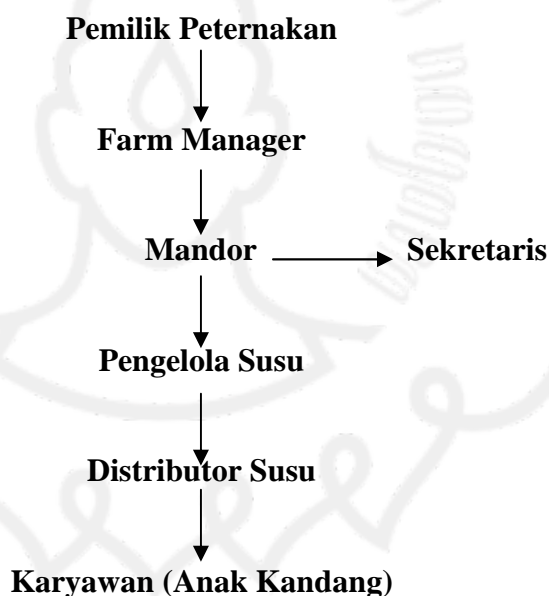 Pemilik Peternakan
Farm Manager
Mandor Sekretaris
Pengelola Susu
Distributor Susu
Karyawan (Anak Kandang)